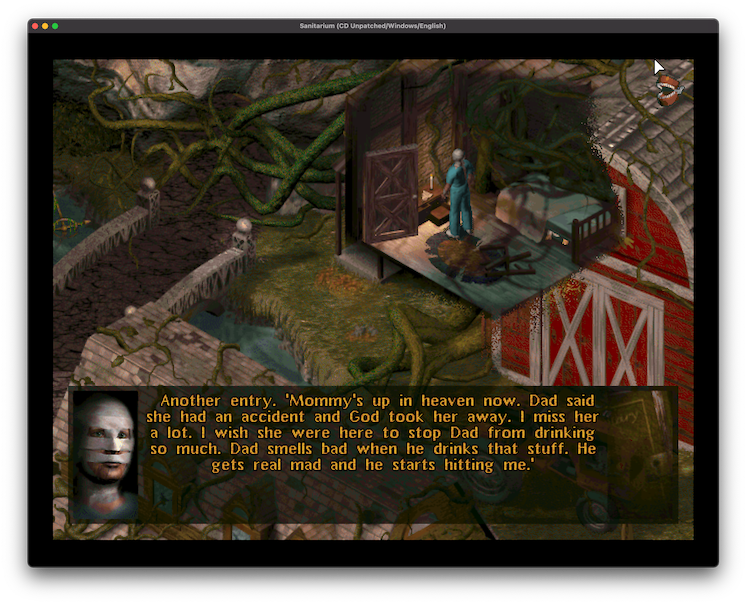 Sanitarium (CD Unpatched/Windows/English)
Another entry. 'Mommy's up in heaven now. Dad said
she had an accident and God took her away. I miss her
a lot. I wish she were here to stop Dad from drinking
so much. Dad smells bad when he drinks that stuff. He
gets real mad and he starts hitting me.'